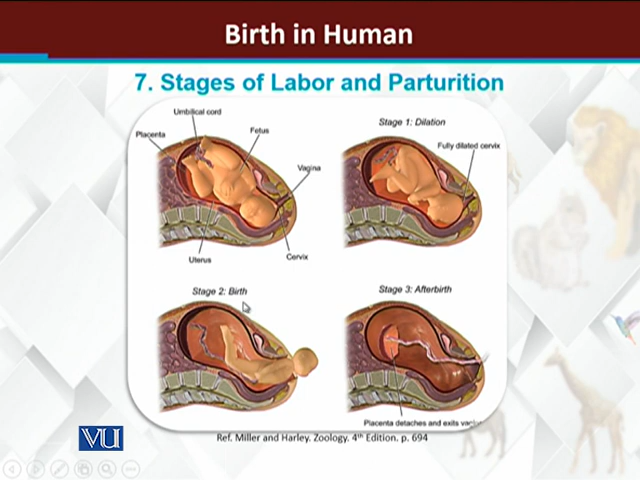 Birth in Human
7. Stages of Labor and Parturition
Umbilical cord
Placenta
Fetus
Vagina
Uterus
Cervix
Stage 1: Dilation
Fully dilated cervix
Stage 2: Birth
Stage 3: Afterbirth
Placenta detaches and exits
VU
Ref. Miller and Harley. Zoology. 4th Edition. p. 694